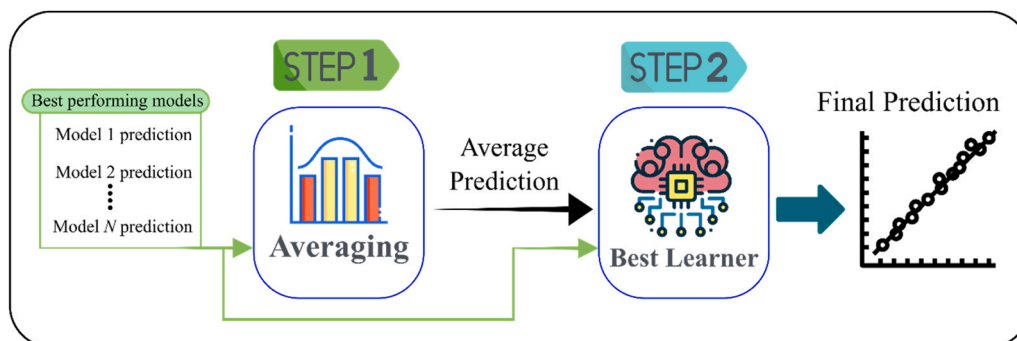 STEP 1
STEP 2
Best performing models
Model 1 prediction
Model 2 prediction
Model N prediction
Averaging
Average
Prediction
Best Learner
Final Prediction